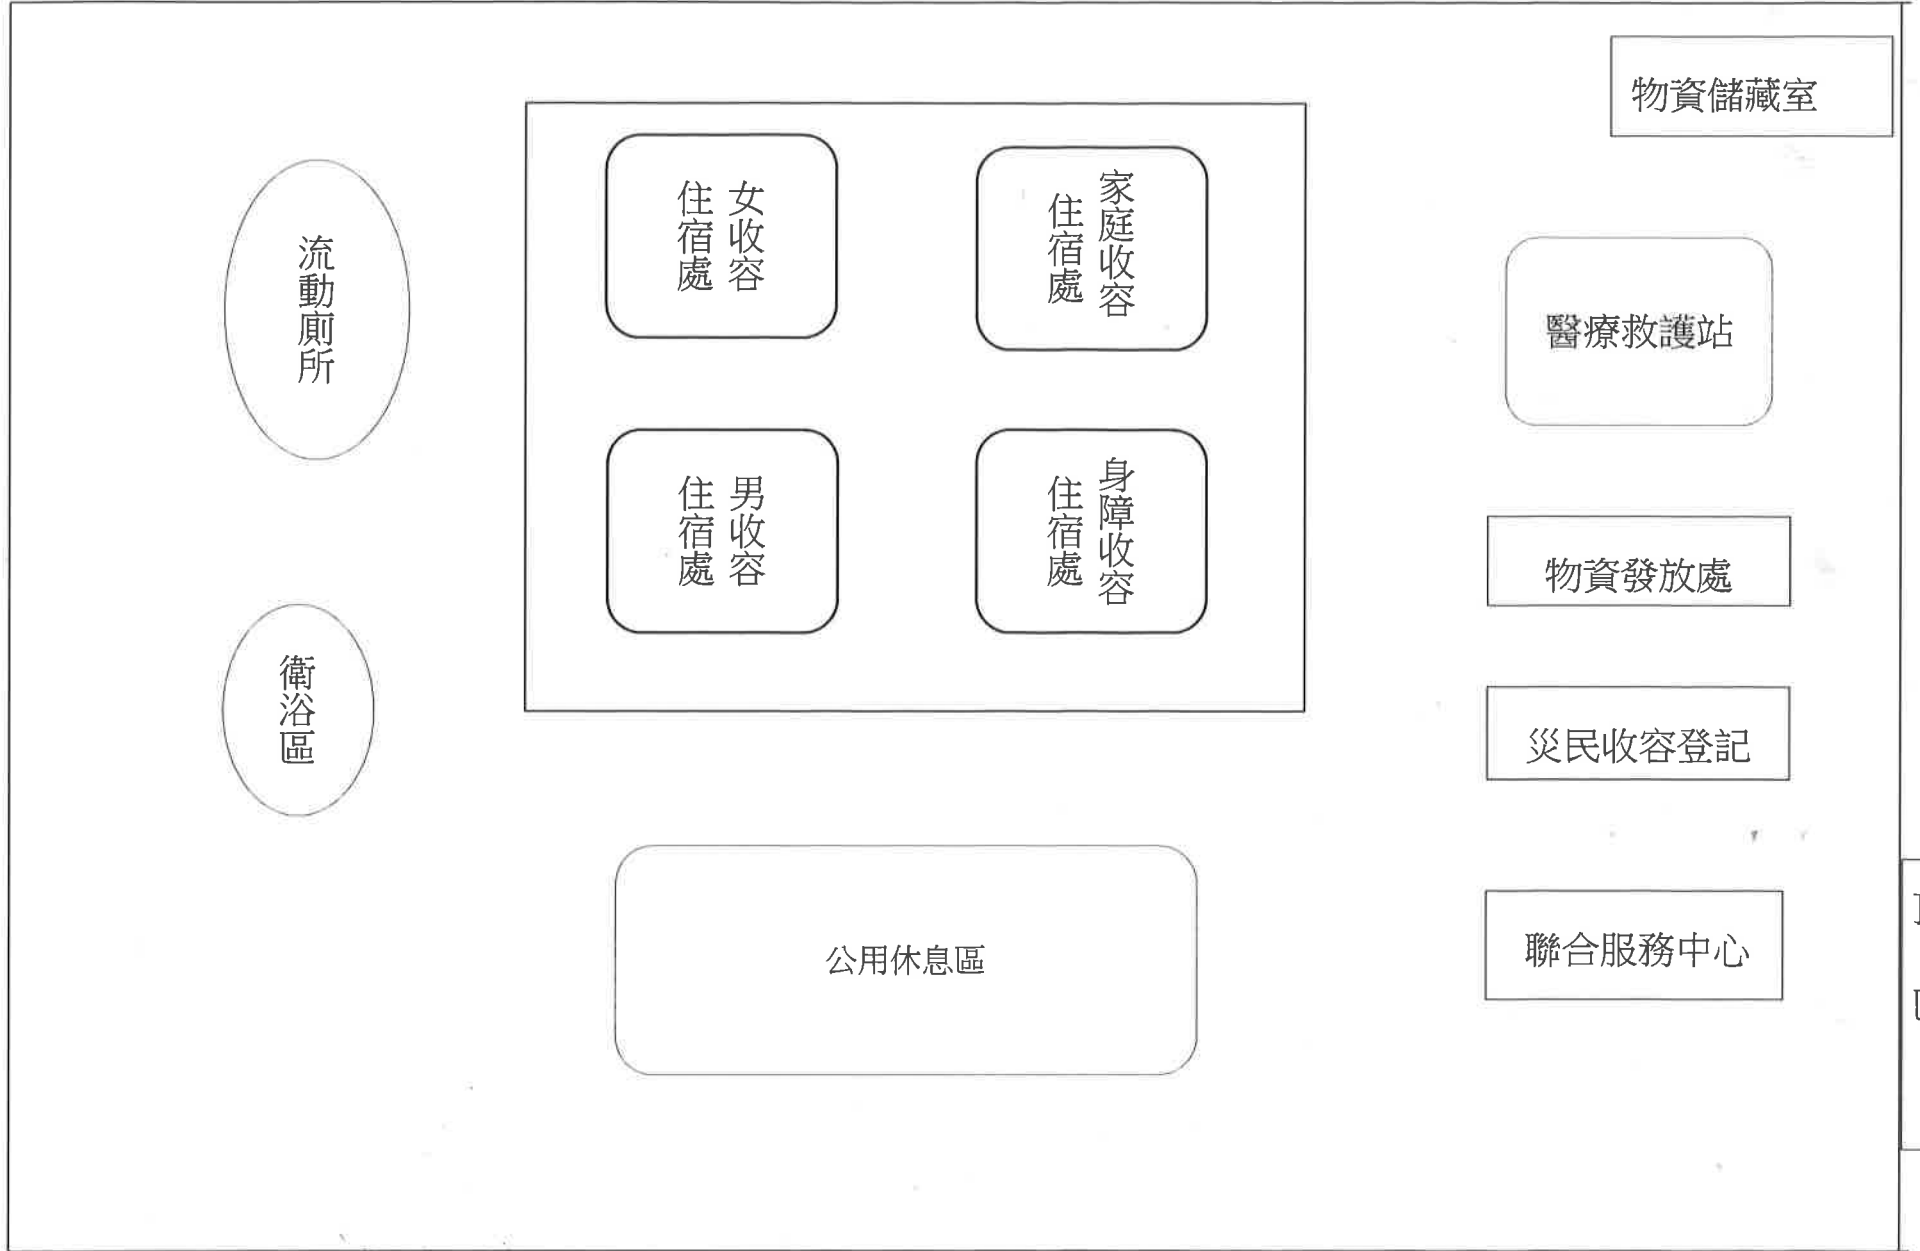 物資儲藏室
女收容
住宿處
家庭收容
住宿處
流動廁所
醫療救護站
男收容
住宿處
身障收容
住宿處
物資發放處
衛浴區
災民收容登記
公用休息區
聯合服務中心